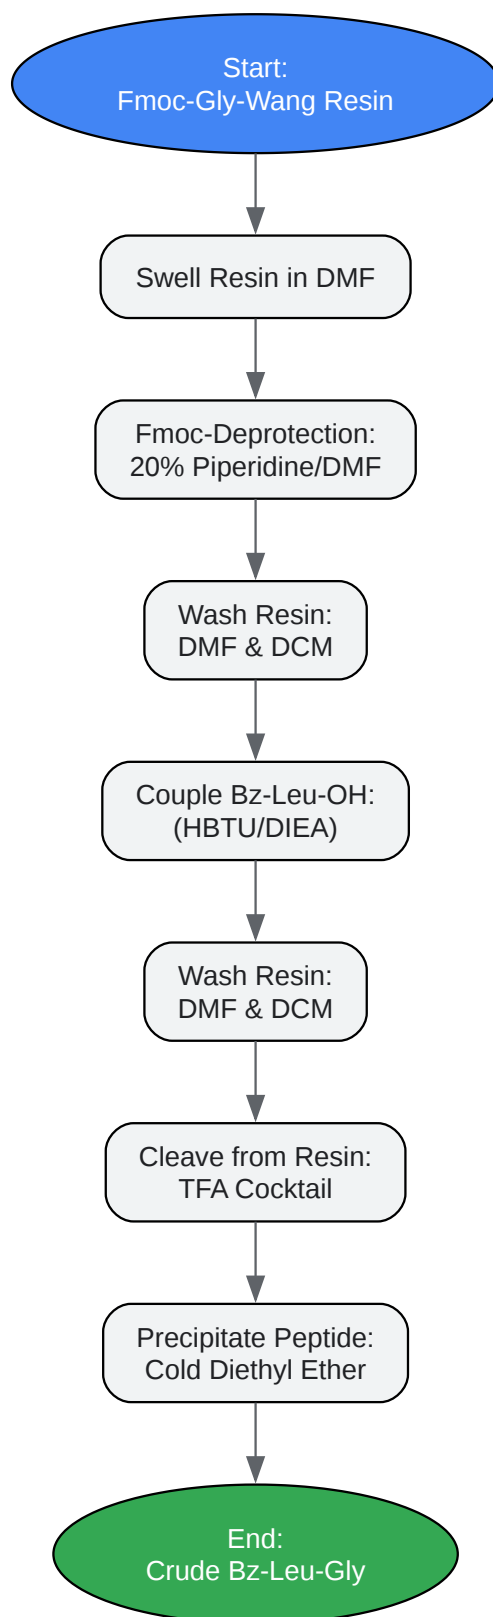 Start:
Fmoc-Gly-Wang Resin
Swell Resin in DMF
Fmoc-Deprotection:
20% Piperidine/DMF
Wash Resin:
DMF & DCM
Couple Bz-Leu-OH:
(HBTU/DIEA)
Wash Resin:
DMF & DCM
Cleave from Resin:
TFA Cocktail
Precipitate Peptide:
Cold Diethyl Ether
End:
Crude Bz-Leu-Gly